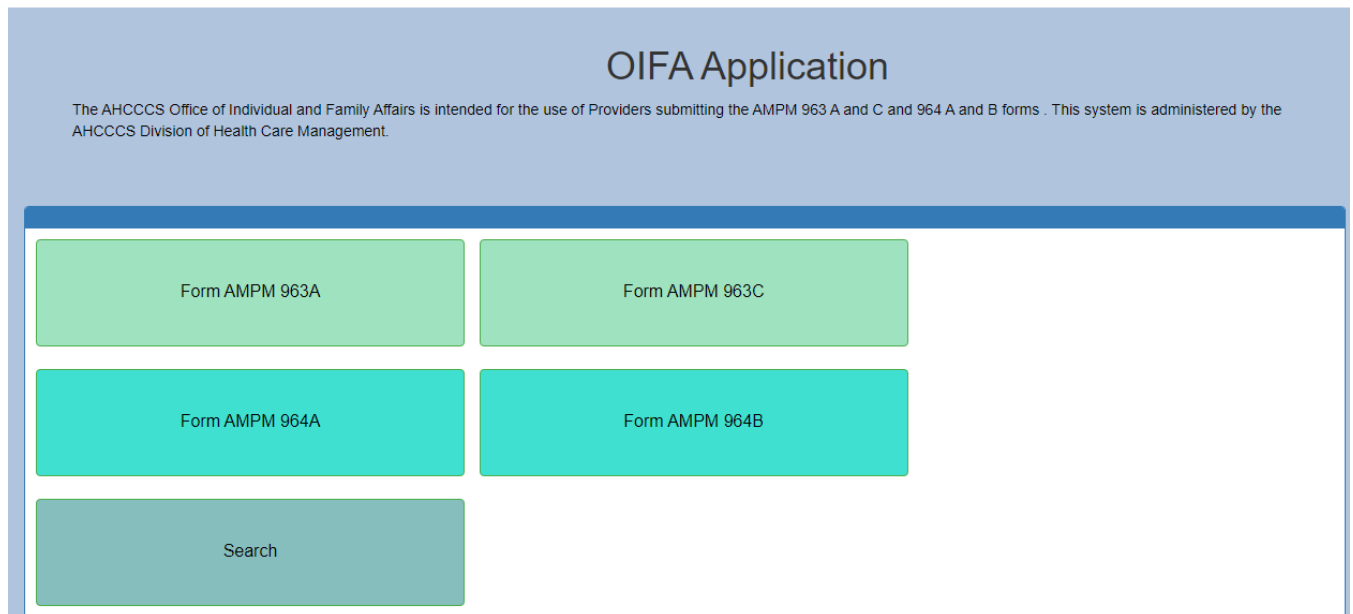 OIFA Application
The AHCCCS Office of Individual and Family Affairs is intended for the use of Providers submitting the AMPM 963 A and C and 964 A and B forms . This system is administered by the
AHCCCS Division of Health Care Management.
Form AMPM 963A
Form AMPM 963C
Form AMPM 964A
Form AMPM 964B
Search